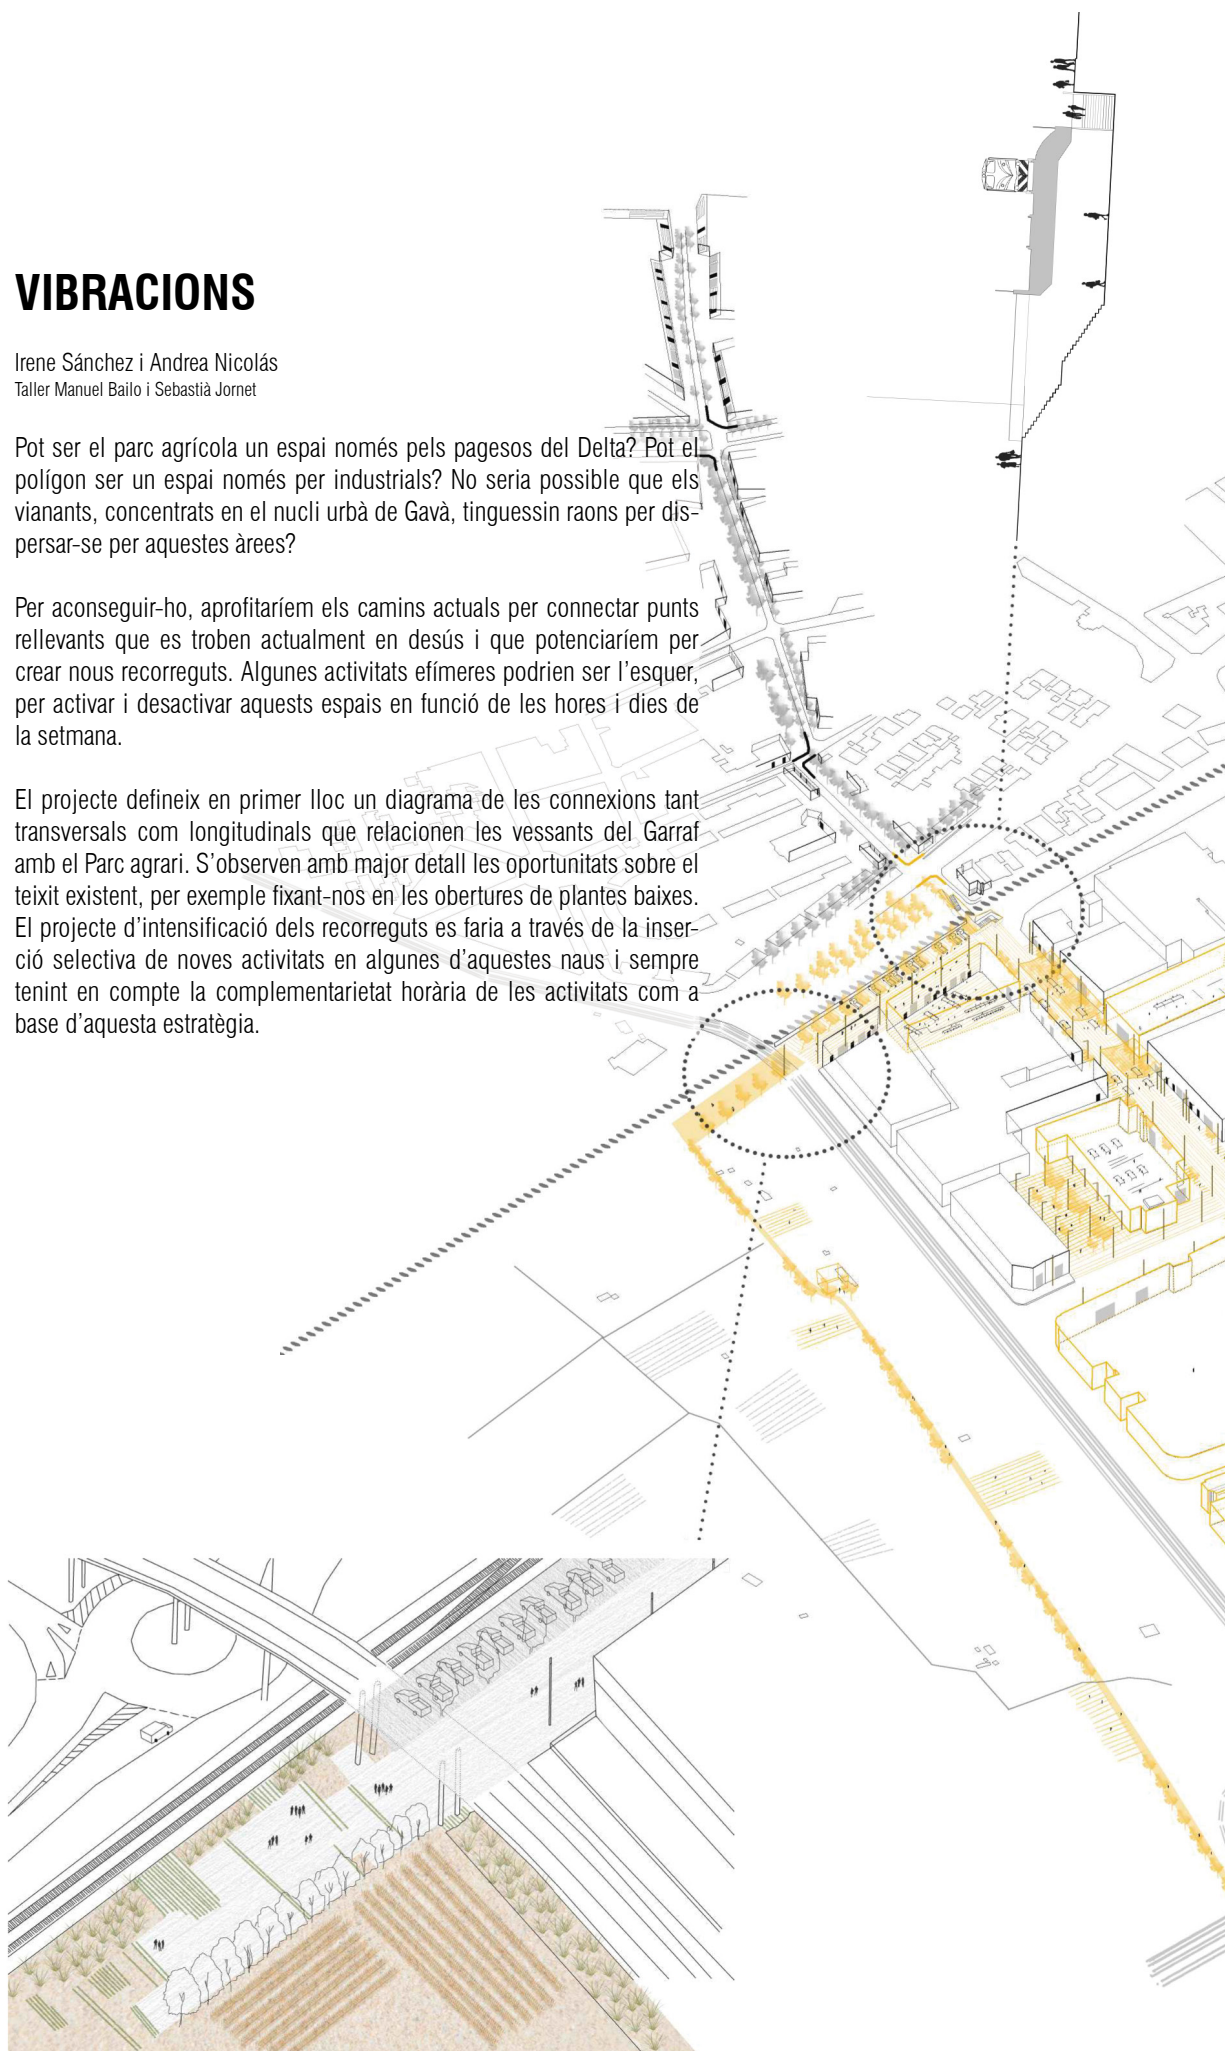 VIBRACIONS
Irene Sánchez i Andrea Nicolás
Taller Manuel Bailo i Sebastià Jornet
Pot ser el parc agrícola un espai només pels pagesos del Delta? Pot el
polígon ser un espai només per industrials? No seria possible que els
vianants, concentrats en el nucli urbà de Gavà, tinguessin raons per dis-
persar-se per aquestes àrees?
Per aconseguir-ho, aprofitaríem els camins actuals per connectar punts
rellevants que es troben actualment en desús i que potenciaríem per
crear nous recorreguts. Algunes activitats efímeres podrien ser l’esquer,
per activar i desactivar aquests espais en funció de les hores i dies de
la setmana.
El projecte defineix en primer lloc un diagrama de les connexions tant
transversals com longitudinals que relacionen les vessants del Garraf
amb el Parc agrari. S’observen amb major detall les oportunitats sobre el
teixit existent, per exemple fixant-nos en les obertures de plantes baixes.
El projecte d’intensificació dels recorreguts es faria a través de la inser-
ció selectiva de noves activitats en algunes d’aquestes naus i sempre
tenint en compte la complementarietat horària de les activitats com a
base d’aquesta estratègia.